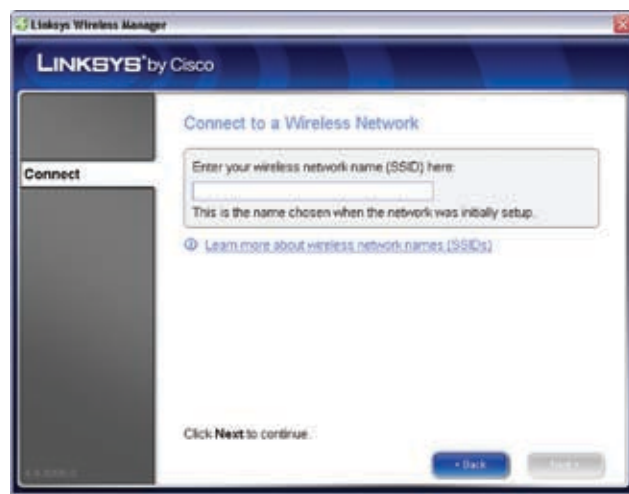 Linksys Wireless Manager
LINKSYS® by Cisco
Connect to a Wireless Network
Connect
Enter your wireless network name (SSID) here:
This is the name chosen when the network was initially setup.
Learn more about wireless network names (SSIDs)
Click Next to continue.
< Back
Next >